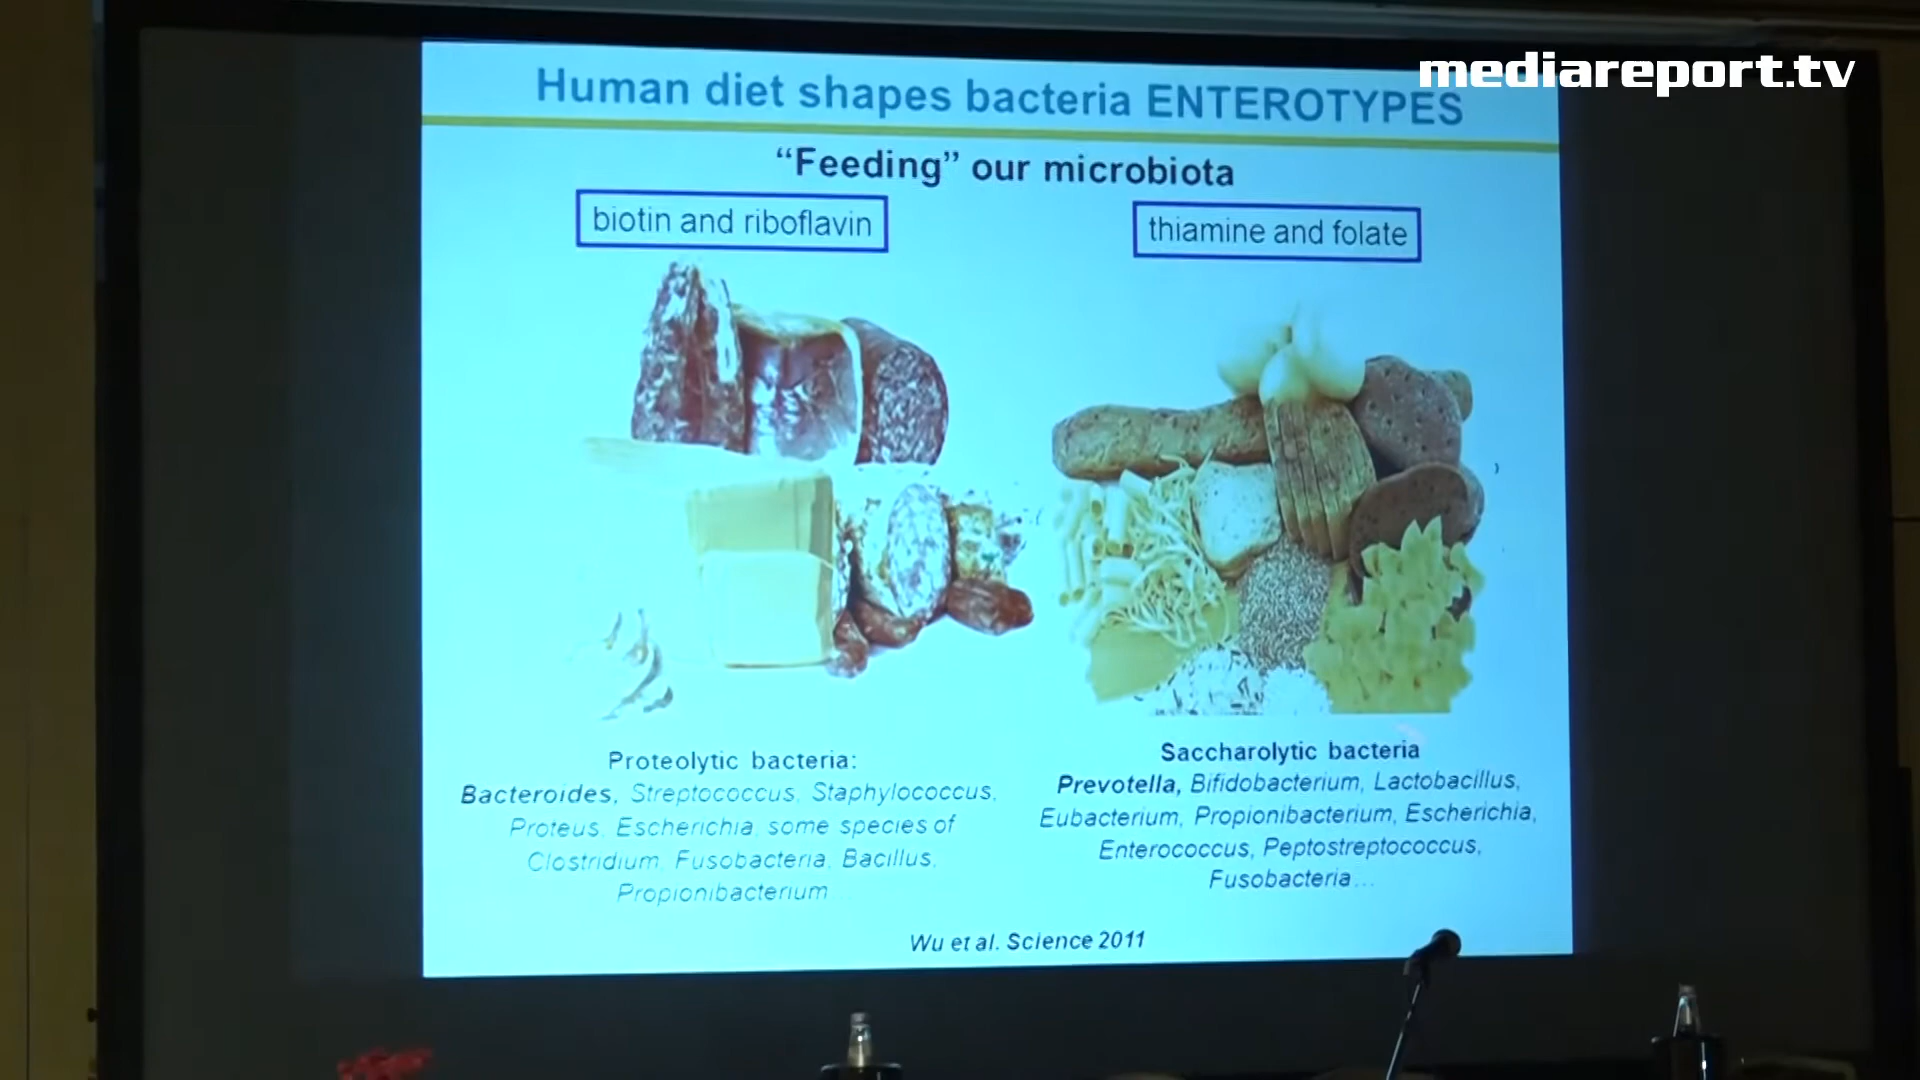 mediareport.tv
Human diet shapes bacteria ENTEROTYPES
“Feeding” our microbiota
biotin and riboflavin
thiamine and folate
Proteolytic bacteria:
Bacteroides, Streptococcus, Staphylococcus,
Proteus, Escherichia, some species of
Clostridium, Fusobacteria, Bacillus,
Propionibacterium
Saccharolytic bacteria
Prevotella, Bifidobacterium, Lactobacillus,
Eubacterium, Propionibacterium, Escherichia,
Enterococcus, Peptostreptococcus,
Fusobacteria...
Wu et al. Science 2011